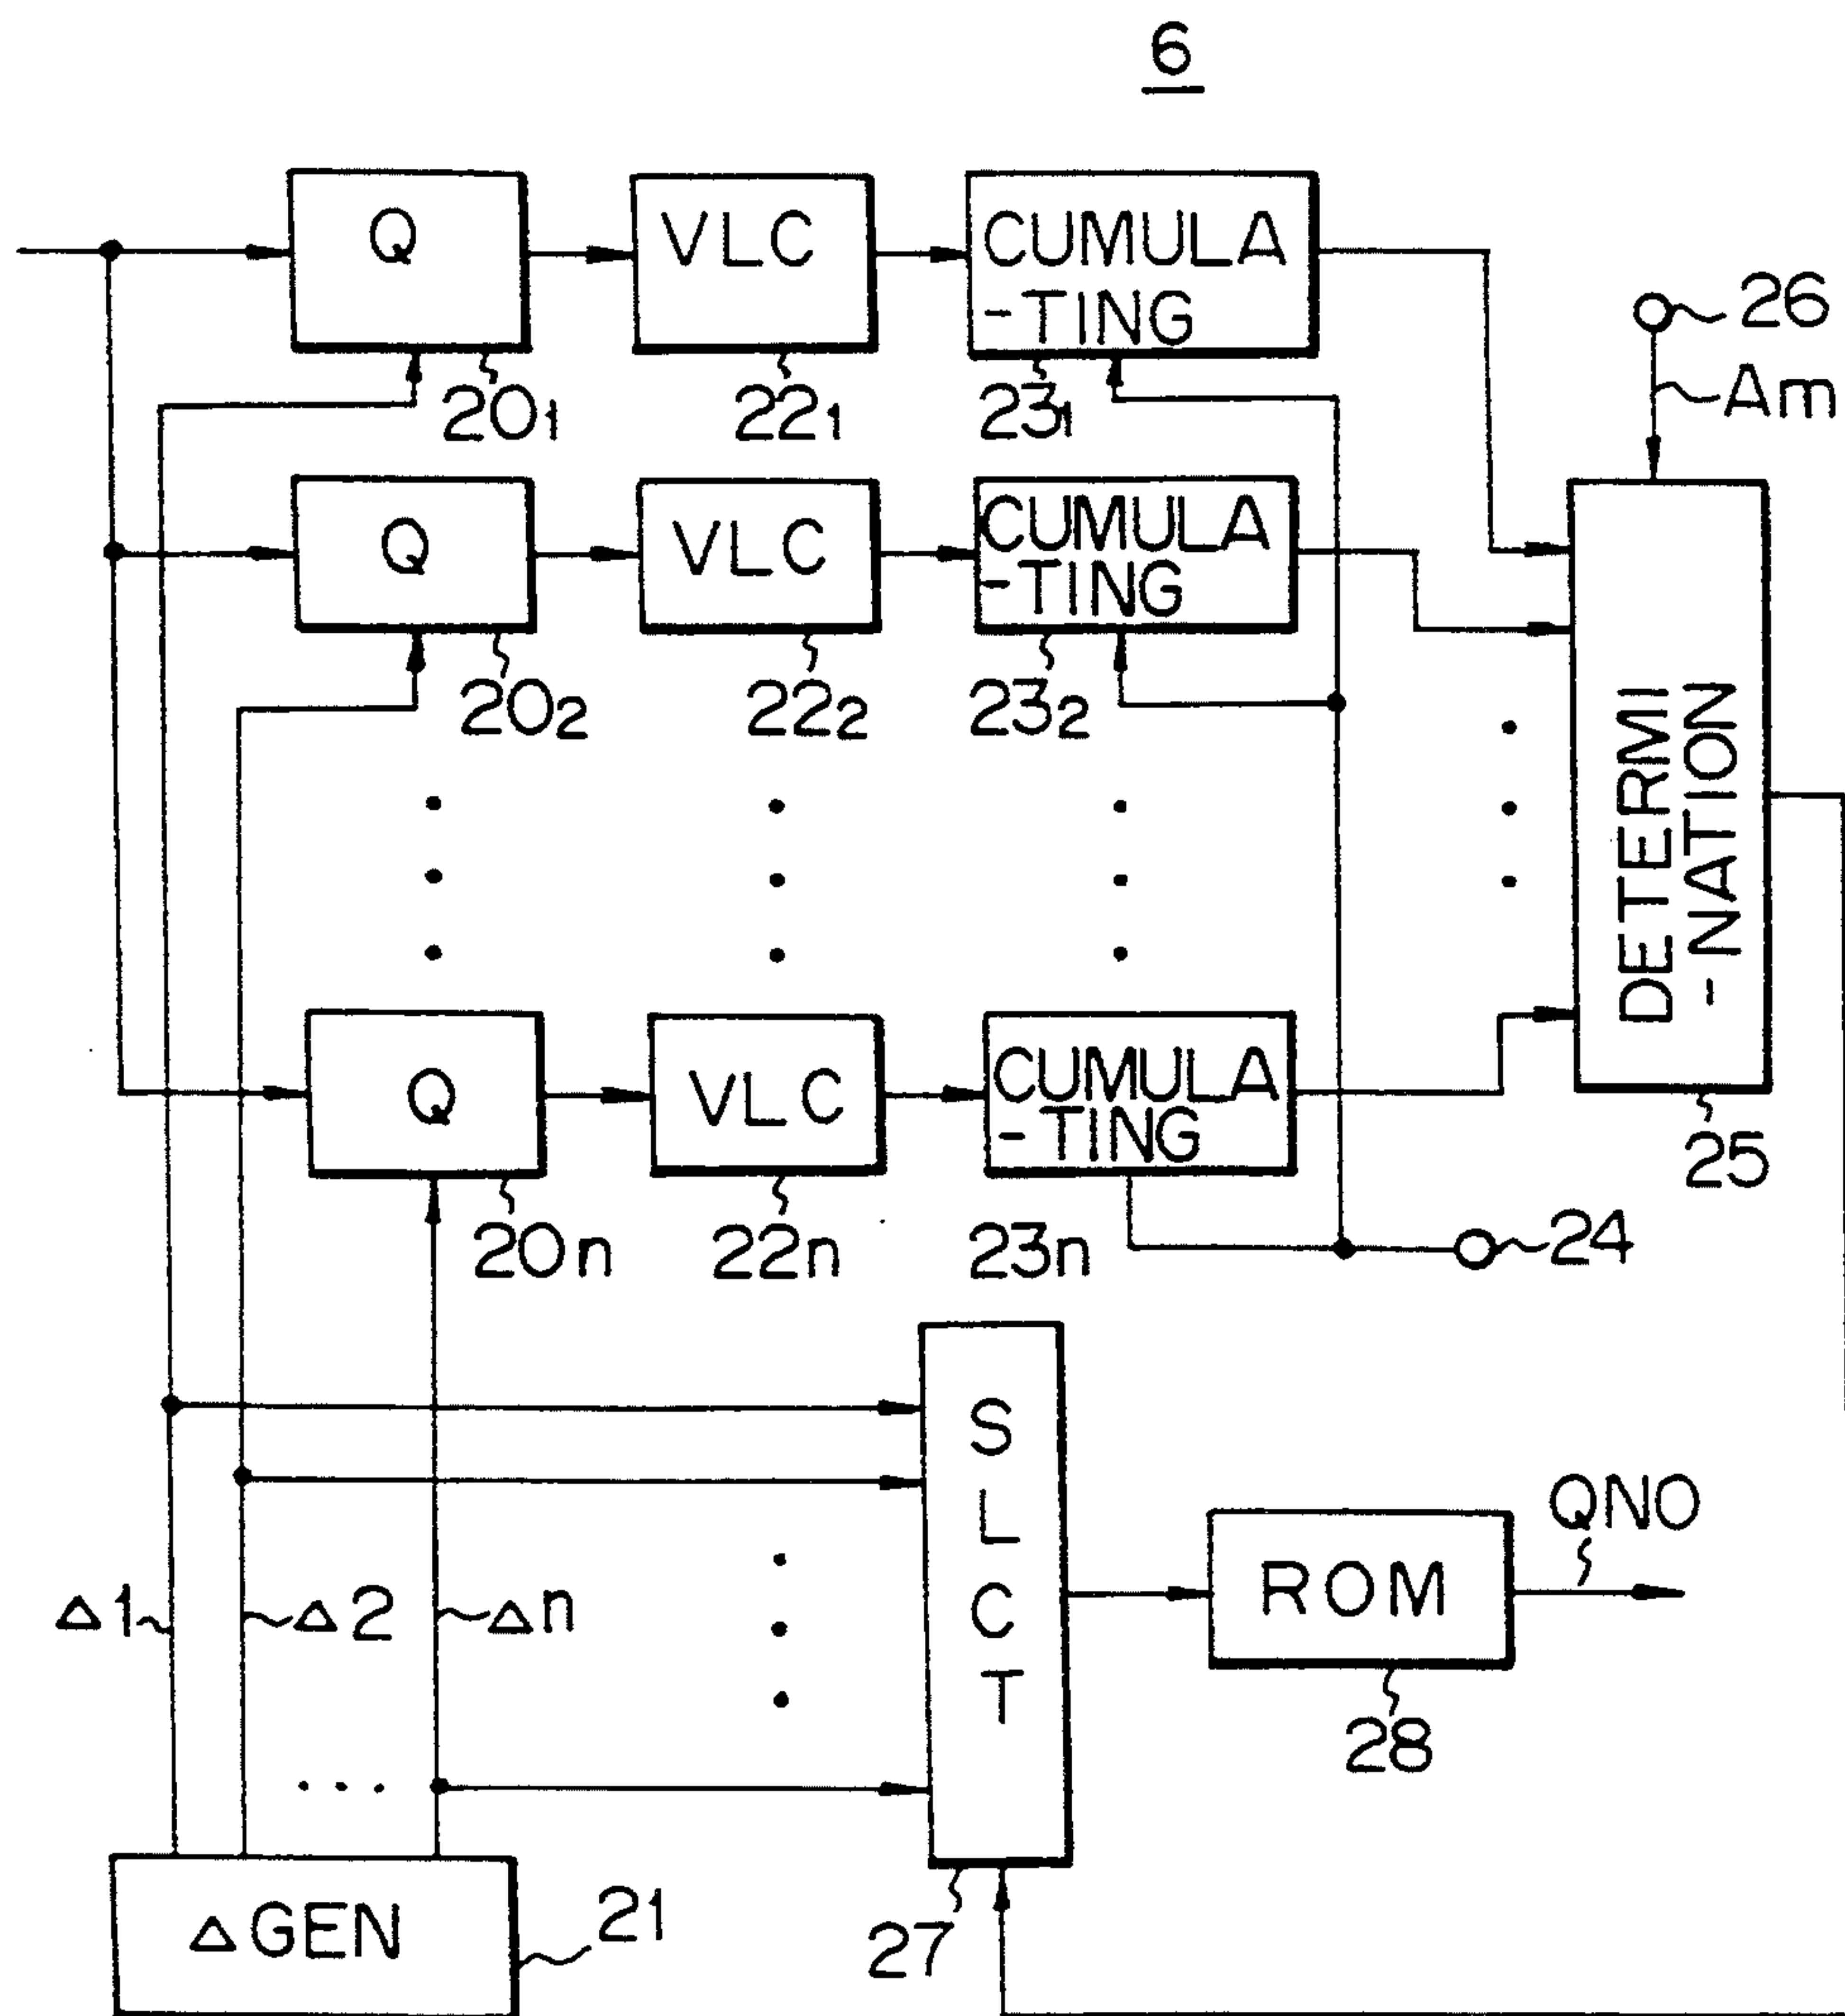 6
Q
VLC
CUMULA
-TING
26
Am
20₁
22₁
23₁
Q
VLC
CUMULA
-TING
20₂
22₂
23₂
DETERMI
-NATION
Q
VLC
CUMULA
-TING
25
20n
22n
23n
24
SLCT
QNO
ROM
Δ1
Δ2
Δn
28
ΔGEN
21
27